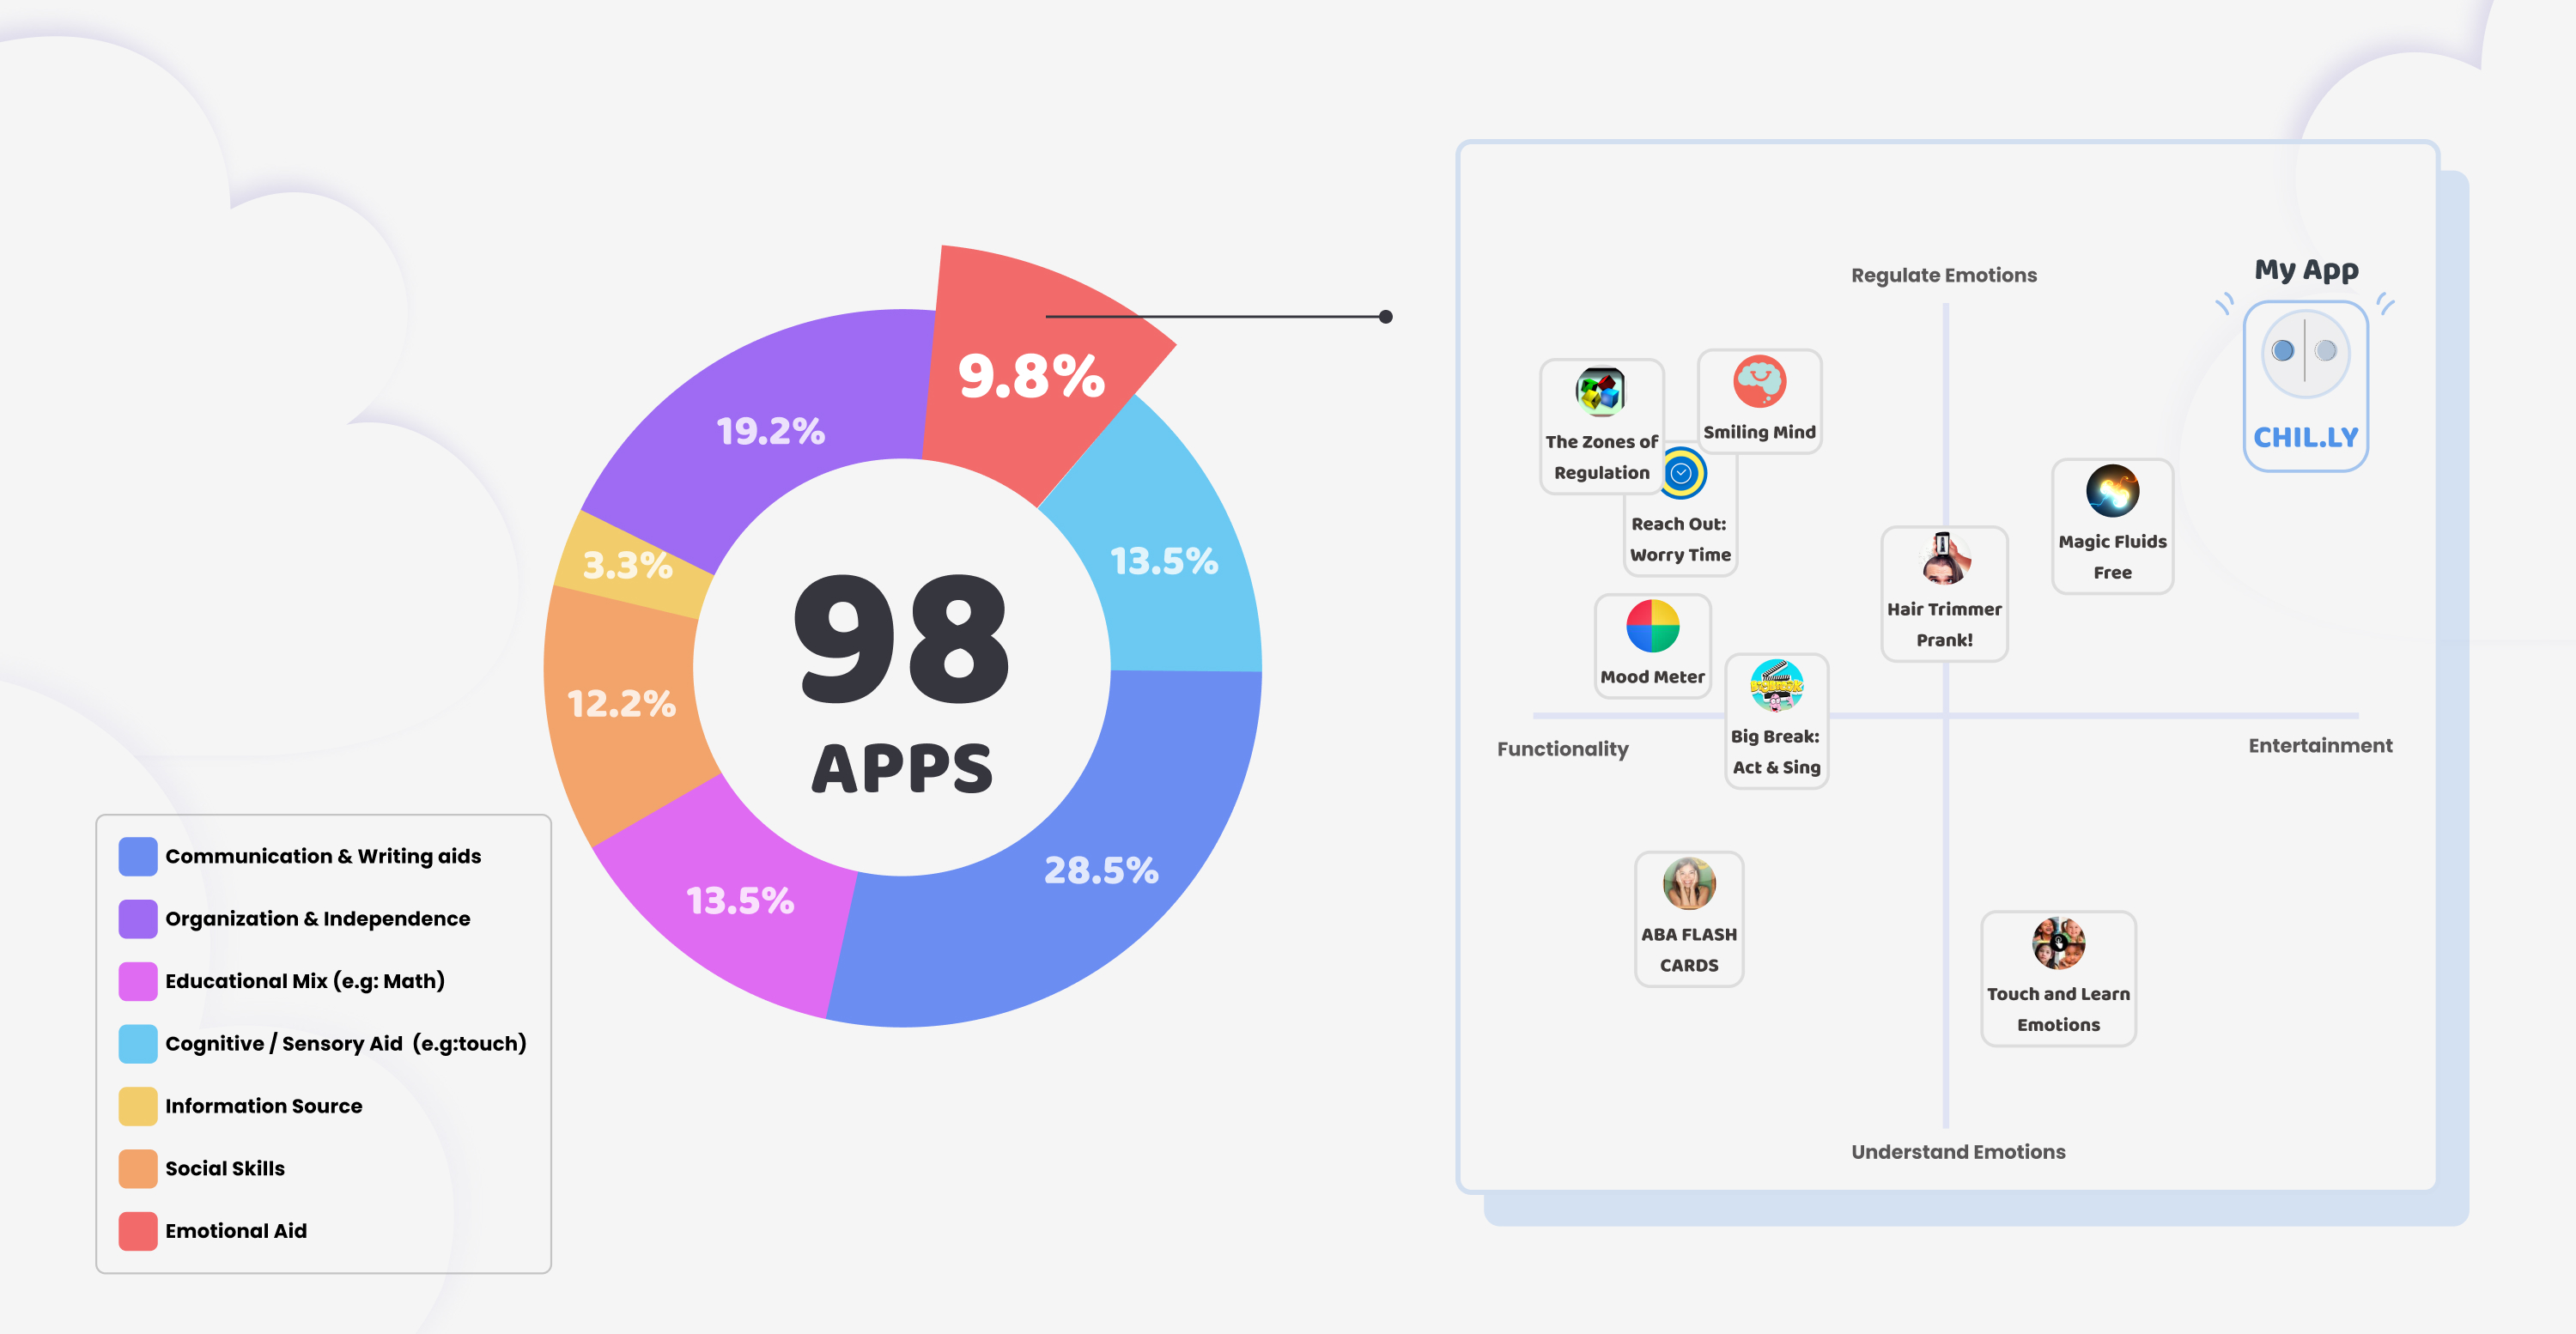 9.8%
19.2%
13.5%
3.3%
12.2%
28.5%
13.5%
98
APPS
Communication & Writing aids
Organization & Independence
Educational Mix (e.g: Math)
Cognitive / Sensory Aid (e.g:touch)
Information Source
Social Skills
Emotional Aid
Regulate Emotions
My App
CHIL.LY
The Zones of
Regulation
Smiling Mind
Reach Out:
Worry Time
Magic Fluids
Free
Hair Trimmer
Prank!
Mood Meter
Big Break:
Act & Sing
Functionality
Entertainment
ABA FLASH
CARDS
Touch and Learn
Emotions
Understand Emotions